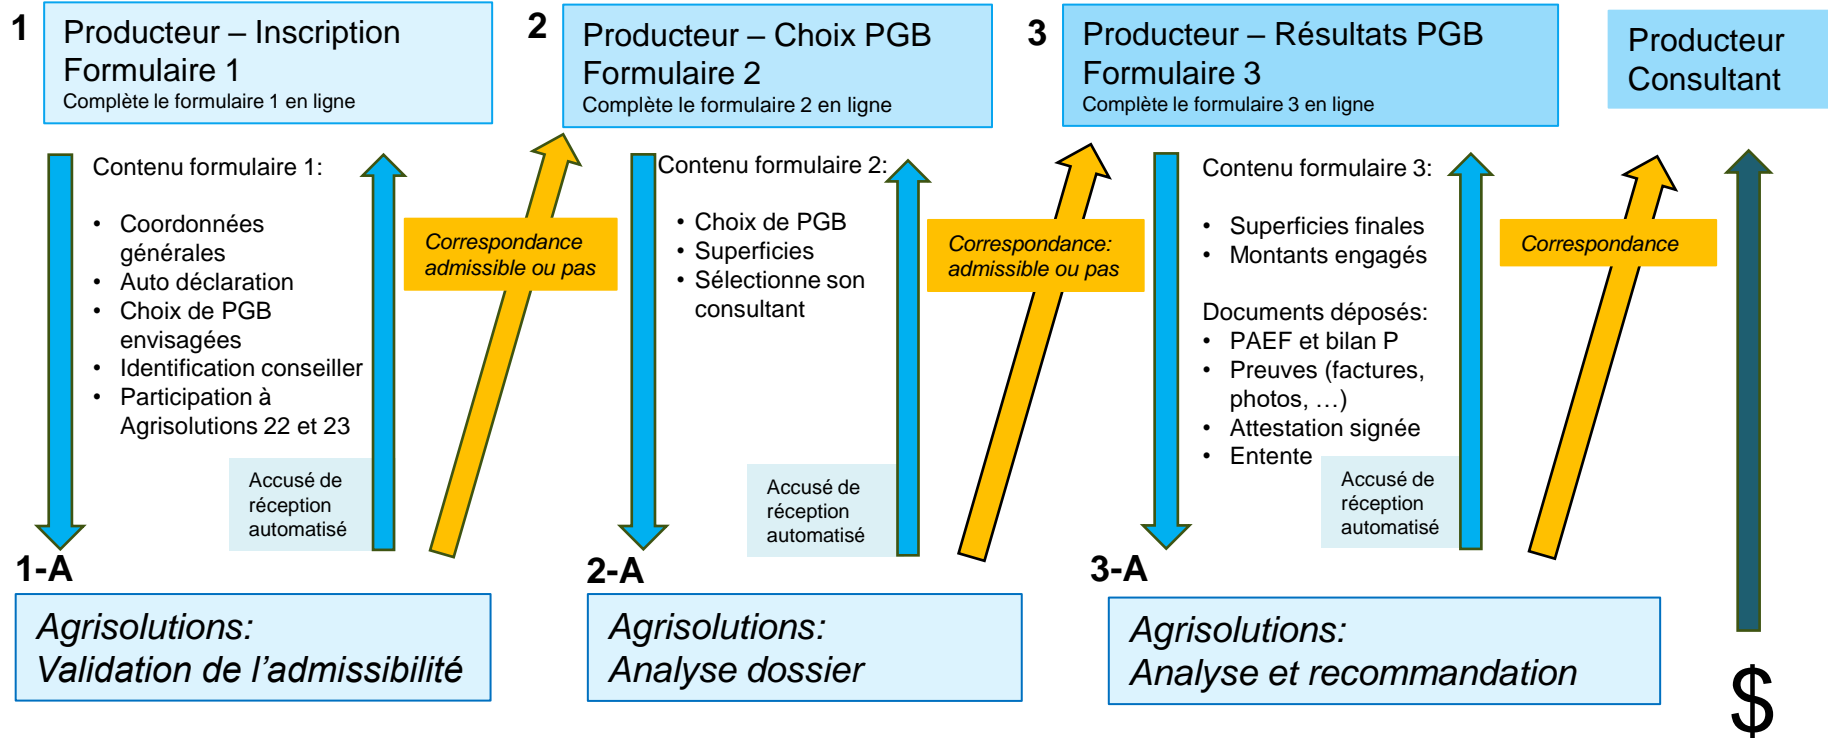 1
Producteur – Inscription
Formulaire 1
Complète le formulaire 1 en ligne
Contenu formulaire 1:
• Coordonnées
générales
• Auto déclaration
• Choix de PGB
envisagées
• Identification conseiller
• Participation à
Agrisolutions 22 et 23
Accusé de
réception
automatisé
Correspondance
admissible ou pas
1-A
Agrisolutions:
Validation de l’admissibilité
2
Producteur – Choix PGB
Formulaire 2
Complète le formulaire 2 en ligne
Contenu formulaire 2:
• Choix de PGB
• Superficies
• Sélectionne son
consultant
Accusé de
réception
automatisé
Correspondance:
admissible ou pas
2-A
Agrisolutions:
Analyse dossier
3
Producteur – Résultats PGB
Formulaire 3
Complète le formulaire 3 en ligne
Contenu formulaire 3:
• Superficies finales
• Montants engagés
Documents déposés:
• PAEF et bilan P
• Preuves (factures,
photos, …)
• Attestation signée
• Entente
Accusé de
réception
automatisé
Correspondance
3-A
Agrisolutions:
Analyse et recommandation
Producteur
Consultant
$